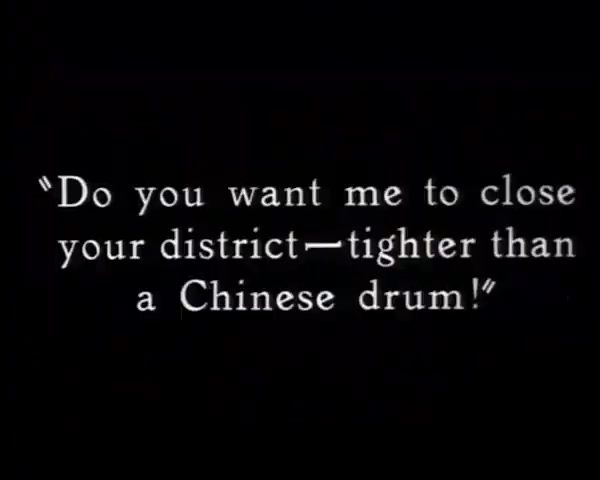 "Do you want me to close
your district—tighter than
a Chinese drum!"